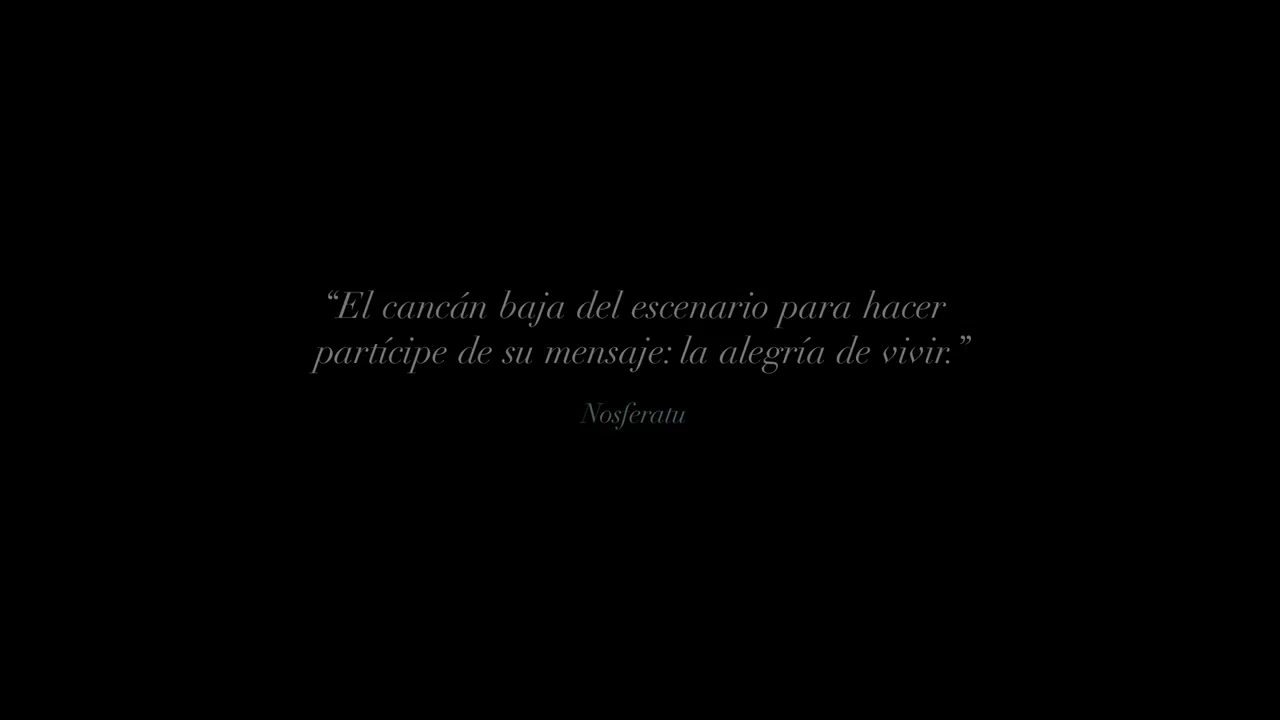 “El cancán baja del escenario para hacer
partícipe de su mensaje: la alegría de vivir.”
Nosferatu